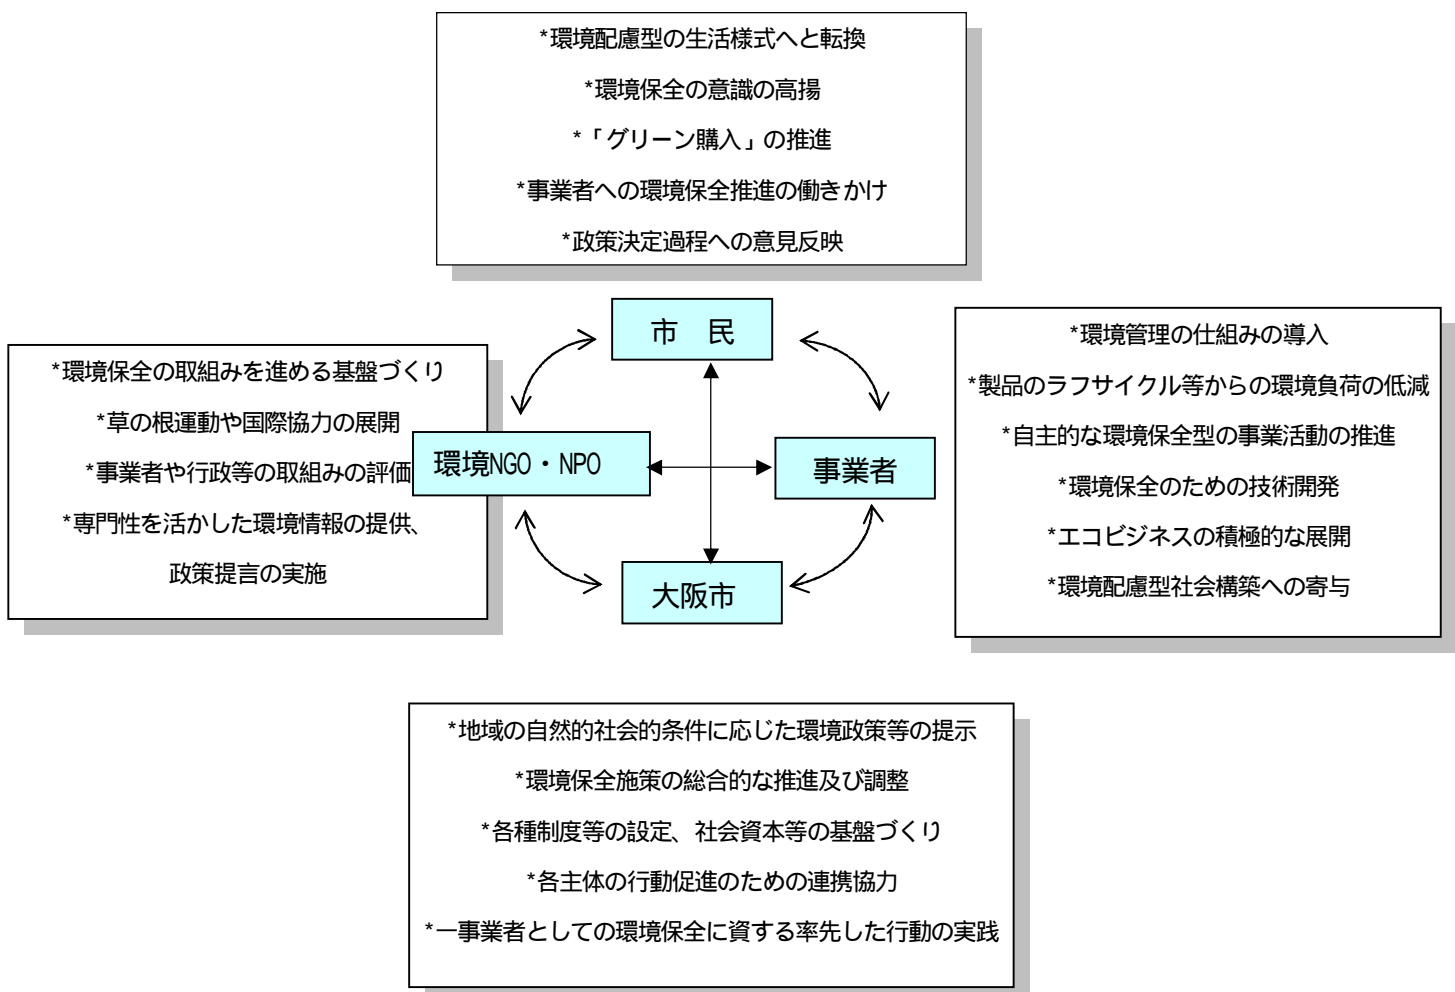 *環境配慮型の生活様式へと転換
*環境保全の意識の高揚
*「グリーン購入」の推進
*事業者への環境保全推進の働きかけ
*政策決定過程への意見反映
市　民
*環境保全の取組みを進める基盤づくり
*草の根運動や国際協力の展開
*事業者や行政等の取組みの評価
*専門性を活かした環境情報の提供、
政策提言の実施
環境NGO・NPO
事業者
*環境管理の仕組みの導入
*製品のラフサイクル等からの環境負荷の低減
*自主的な環境保全型の事業活動の推進
*環境保全のための技術開発
*エコビジネスの積極的な展開
*環境配慮型社会構築への寄与
大阪市
*地域の自然的社会的条件に応じた環境政策等の提示
*環境保全施策の総合的な推進及び調整
*各種制度等の設定、社会資本等の基盤づくり
*各主体の行動促進のための連携協力
*一事業者としての環境保全に資する率先した行動の実践